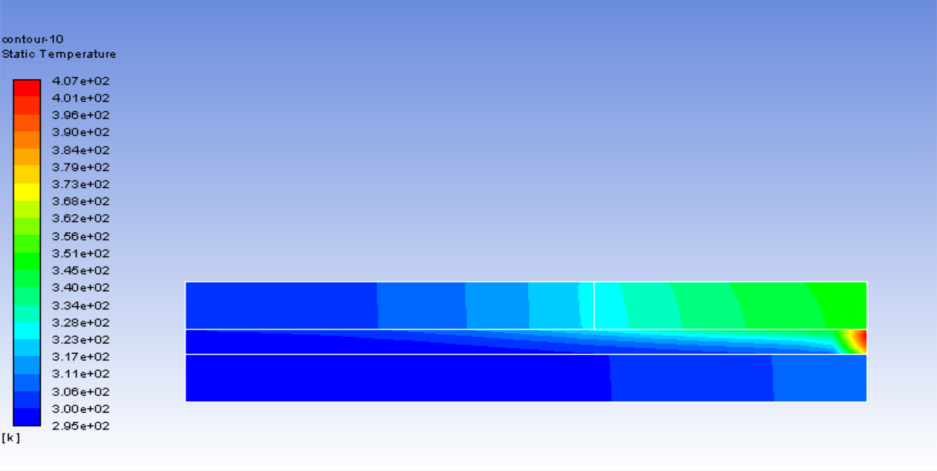 contour-10
Static Temperature
4.07e+02
4.01e+02
3.96e+02
3.90e+02
3.84e+02
3.79e+02
3.73e+02
3.68e+02
3.62e+02
3.56e+02
3.51e+02
3.45e+02
3.40e+02
3.34e+02
3.28e+02
3.23e+02
3.17e+02
3.11e+02
3.06e+02
3.00e+02
2.95e+02
[k]